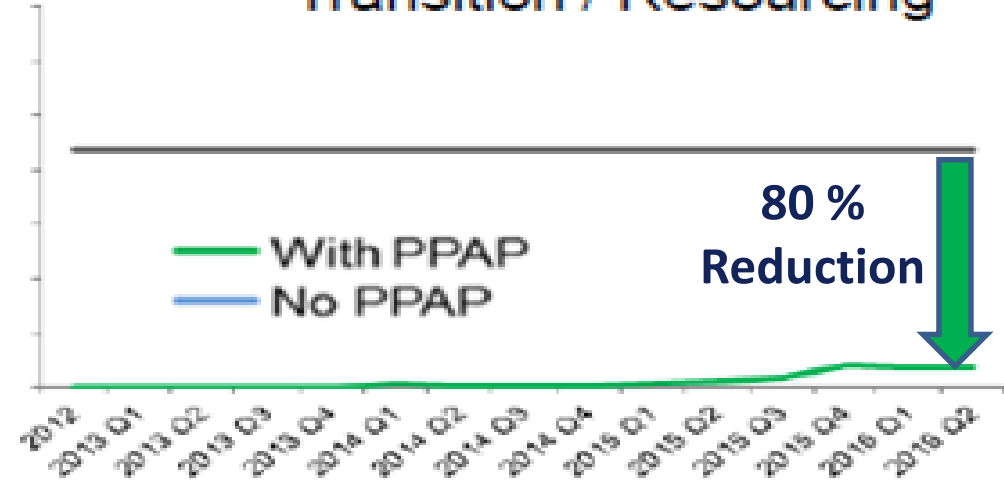 Transition / Resourcing
80 %
Reduction
With PPAP
No PPAP
2012
2013 Q1
2013 Q2
2013 Q3
2013 Q4
2014 Q1
2014 Q2
2014 Q3
2014 Q4
2015 Q1
2015 Q2
2015 Q3
2015 Q4
2016 Q1
2016 Q2